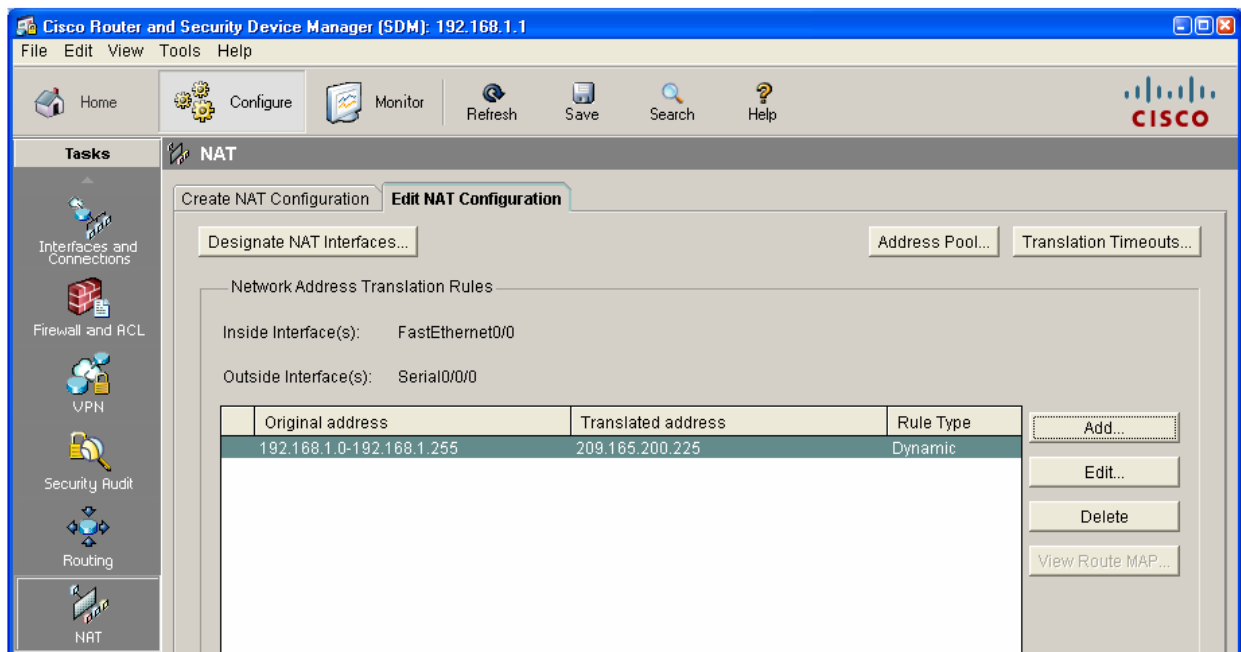 Cisco Router and Security Device Manager (SDM): 192.168.1.1
File Edit View Tools Help
Home Configure Monitor Refresh Save Search Help
CISCO
Tasks
NAT
Create NAT Configuration Edit NAT Configuration
Designate NAT Interfaces... Address Pool... Translation Timeouts...
Network Address Translation Rules
Inside Interface(s): FastEthernet0/0
Outside Interface(s): Serial0/0/0
Original address Translated address Rule Type
192.168.1.0-192.168.1.255 209.165.200.225 Dynamic
Add...
Edit...
Delete
View Route MAP...
Interfaces and
Connections
Firewall and ACL
VPN
Security Audit
Routing
NAT